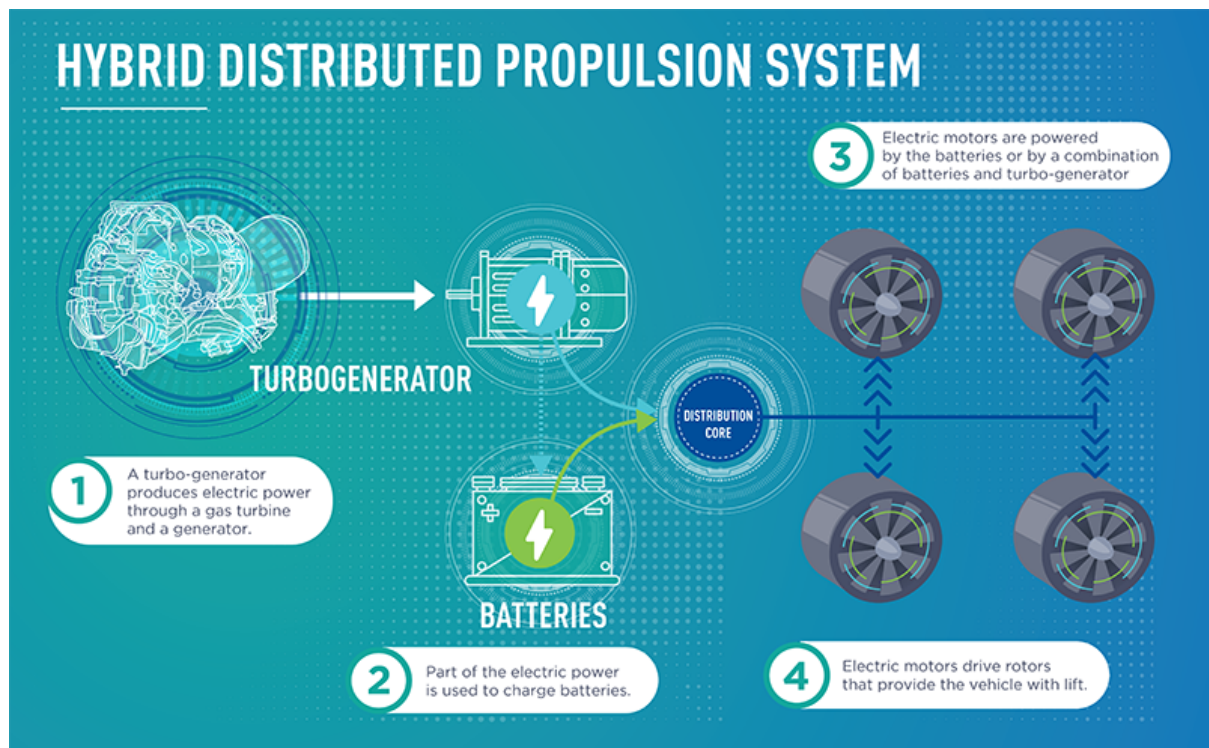 HYBRID DISTRIBUTED PROPULSION SYSTEM
3
Electric motors are powered
by the batteries or by a combination
of batteries and turbo-generator
TURBOGENERATOR
DISTRIBUTION
CORE
1
A turbo-generator
produces electric power
through a gas turbine
and a generator.
BATTERIES
2
Part of the electric power
is used to charge batteries.
4
Electric motors drive rotors
that provide the vehicle with lift.